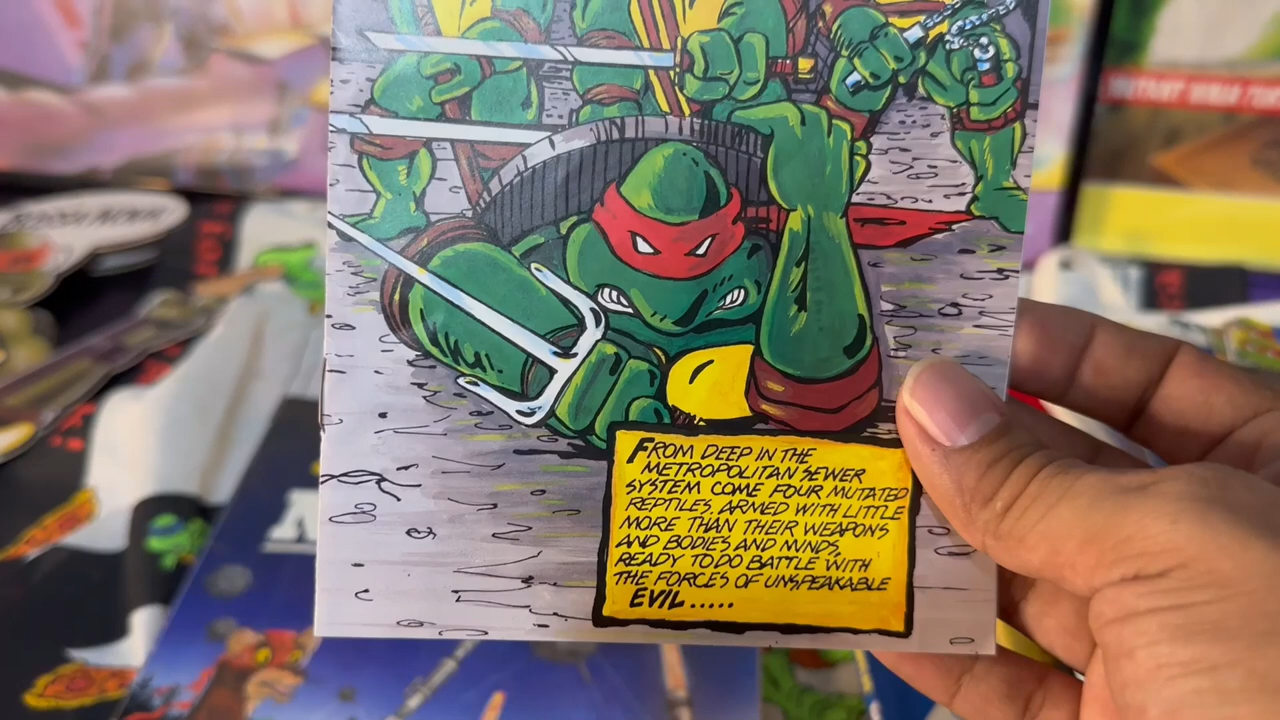 FROM DEEP IN THE
METROPOLITAN SEWER
SYSTEM COME FOUR MUTATED
REPTILES. ARMED WITH LITTLE
MORE THAN THEIR WEAPONS
AND BODIES AND MINDS,
READY TO DO BATTLE WITH
THE FORCES OF UNSPEAKABLE
EVIL.....